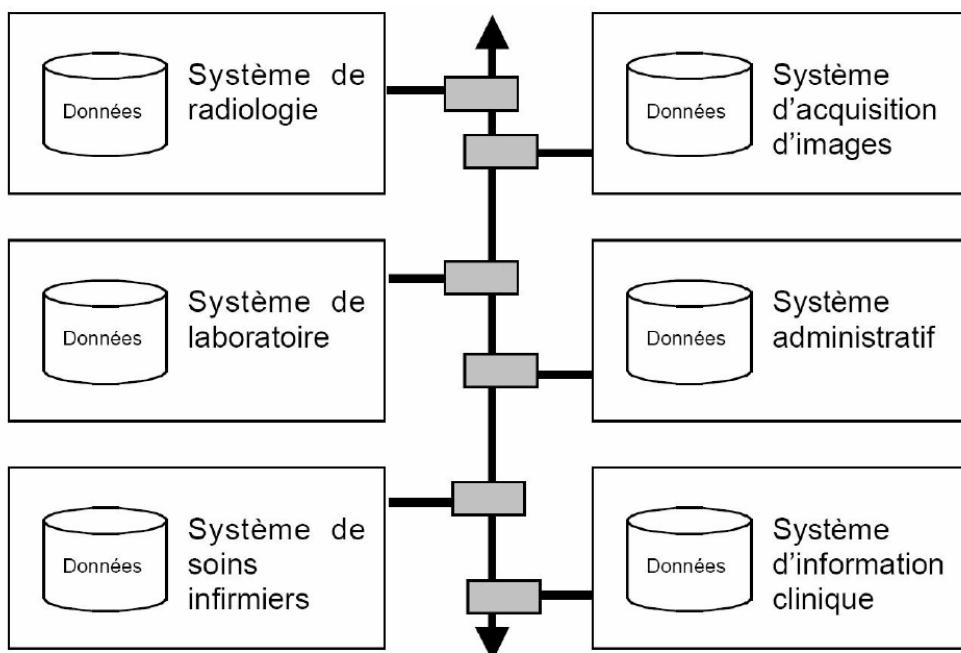 Données
Système de
radiologie
Données
Système
d'acquisition
d'images
Données
Système de
laboratoire
Données
Système
administratif
Données
Système de
soins
infirmiers
Données
Système
d'information
clinique